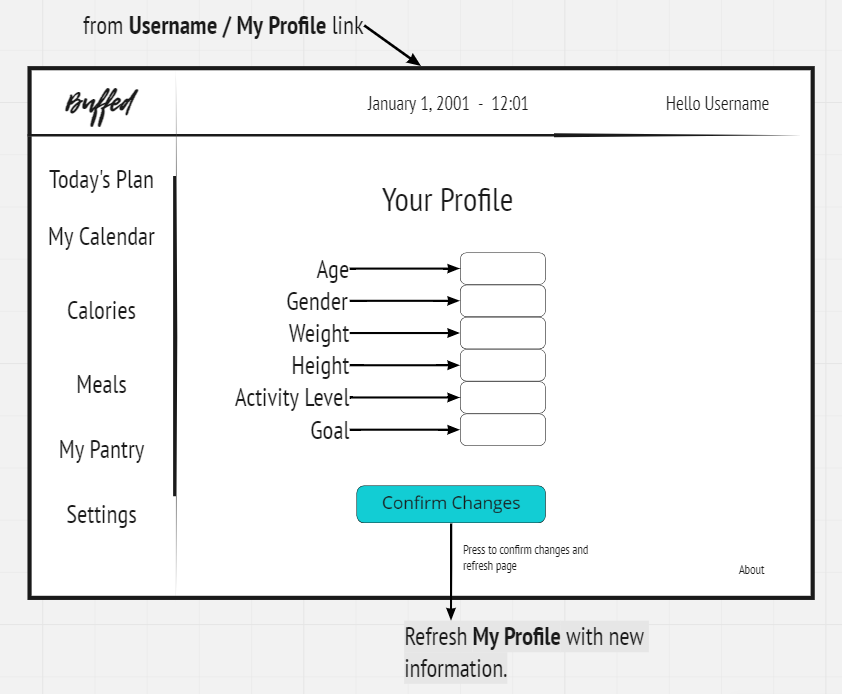 from Username / My Profile link
Buffed
January 1, 2001 - 12:01
Hello Username
Today's Plan
My Calendar
Calories
Meals
My Pantry
Settings
Your Profile
Age
Gender
Weight
Height
Activity Level
Goal
Confirm Changes
Press to confirm changes and
refresh page
About
Refresh My Profile with new
information.